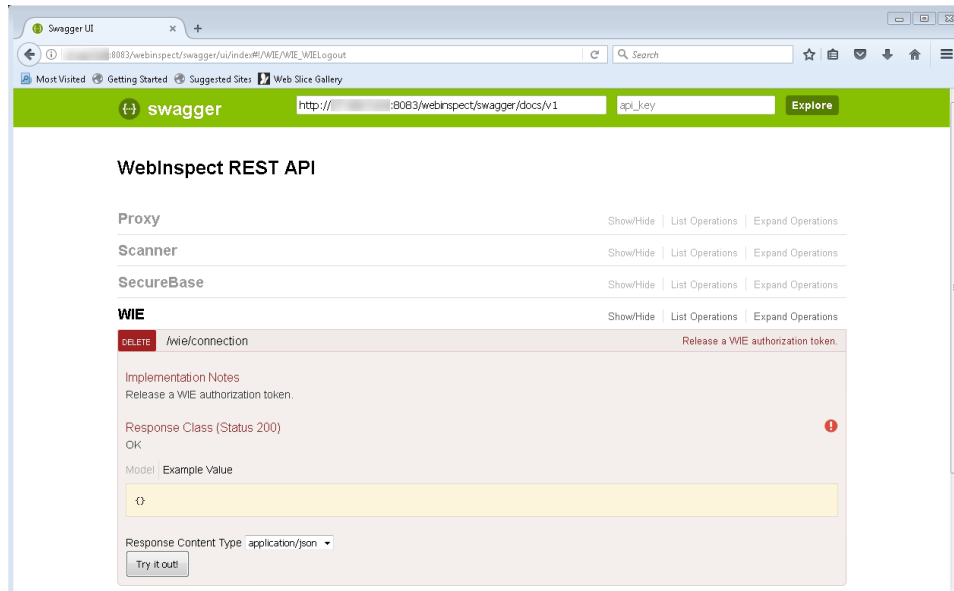 Swagger UI
:8083/webinspect/swagger/ui/index#!/WIE/WIE_WIELogout
Search
Most Visited Getting Started Suggested Sites Web Slice Gallery
swagger http:// :8083/webinspect/swagger/docs/v1 api_key Explore
WebInspect REST API
Proxy Show/Hide List Operations Expand Operations
Scanner Show/Hide List Operations Expand Operations
SecureBase Show/Hide List Operations Expand Operations
WIE Show/Hide List Operations Expand Operations
DELETE /wie/connection Release a WIE authorization token.
Implementation Notes
Release a WIE authorization token.
Response Class (Status 200)
OK
Model Example Value
{}
Response Content Type application/json
Try it out!